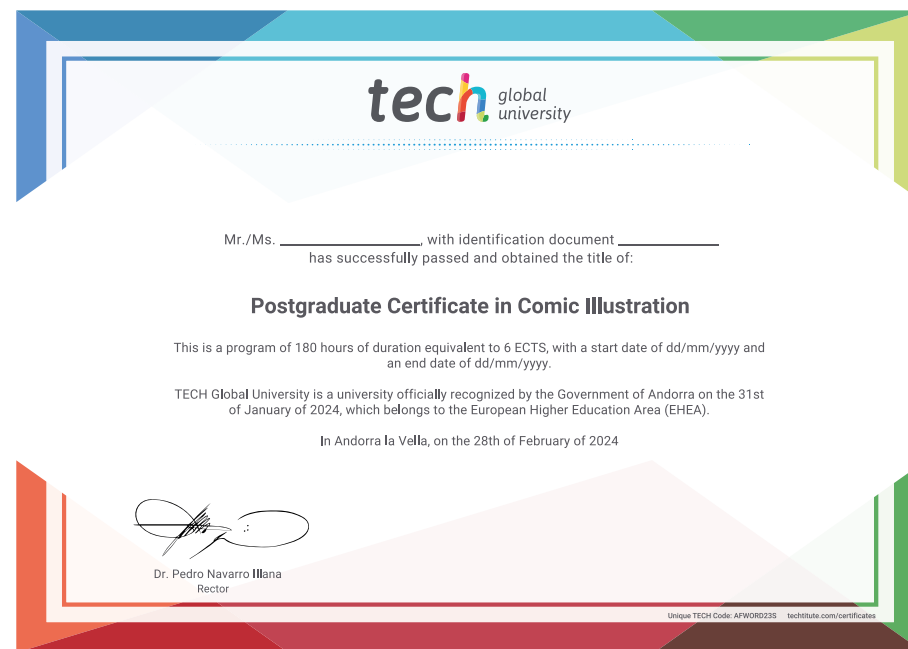 tech global
university
Mr./Ms. ____________________, with identification document ______________
has successfully passed and obtained the title of:
Postgraduate Certificate in Comic Illustration
This is a program of 180 hours of duration equivalent to 6 ECTS, with a start date of dd/mm/yyyy and
an end date of dd/mm/yyyy.
TECH Global University is a university officially recognized by the Government of Andorra on the 31st
of January of 2024, which belongs to the European Higher Education Area (EHEA).
In Andorra la Vella, on the 28th of February of 2024
Dr. Pedro Navarro Illana
Rector
Unique TECH Code: AFWORD23S techtitute.com/certificates